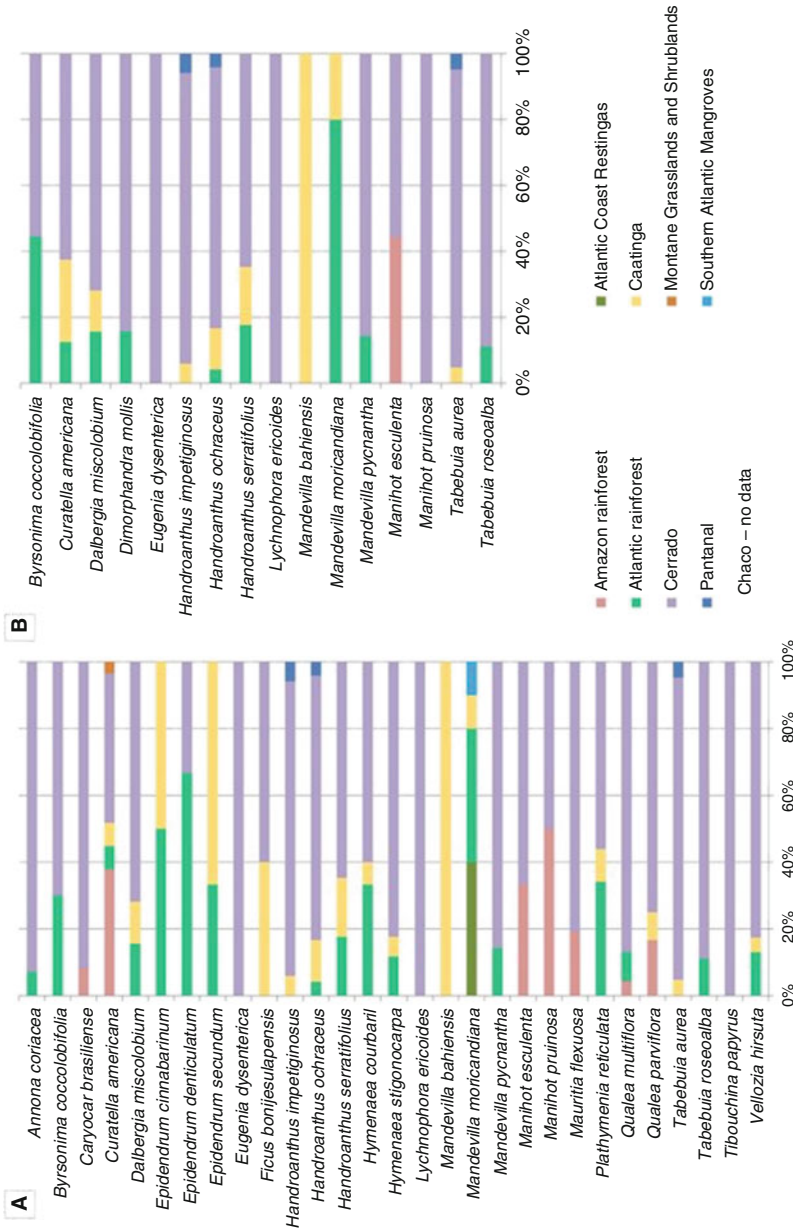 A
Annona coriacea
Byrsonima coccolobifolia
Caryocar brasiliense
Curatella americana
Dalbergia miscolobium
Epidendrum cinnabarinum
Epidendrum denticulatum
Epidendrum secundum
Eugenia dysenterica
Ficus bonijesulapensis
Handroanthus impetiginosus
Handroanthus ochraceus
Handroanthus serratifolius
Hymenaea courbaril
Hymenaea stigonocarpa
Lychnophora ericoides
Mandevilla bahiensis
Mandevilla moricandiana
Mandevilla pycnantha
Manihot esculenta
Manihot pruinosa
Mauritia flexuosa
Plathymenia reticulata
Qualea multiflora
Qualea parviflora
Tabebuia aurea
Tabebuia roseoalba
Tibouchina papyrus
Vellozia hirsuta
0% 20% 40% 60% 80% 100%
B
Byrsonima coccolobifolia
Curatella americana
Dalbergia miscolobium
Dimorphandra mollis
Eugenia dysenterica
Handroanthus impetiginosus
Handroanthus ochraceus
Handroanthus serratifolius
Lychnophora ericoides
Mandevilla bahiensis
Mandevilla moricandiana
Mandevilla pycnantha
Manihot esculenta
Manihot pruinosa
Tabebuia aurea
Tabebuia roseoalba
0% 20% 40% 60% 80% 100%
Amazon rainforest
Atlantic Coast Restingas
Atlantic rainforest
Caatinga
Cerrado
Montane Grasslands and Shrublands
Pantanal
Southern Atlantic Mangroves
Chaco – no data